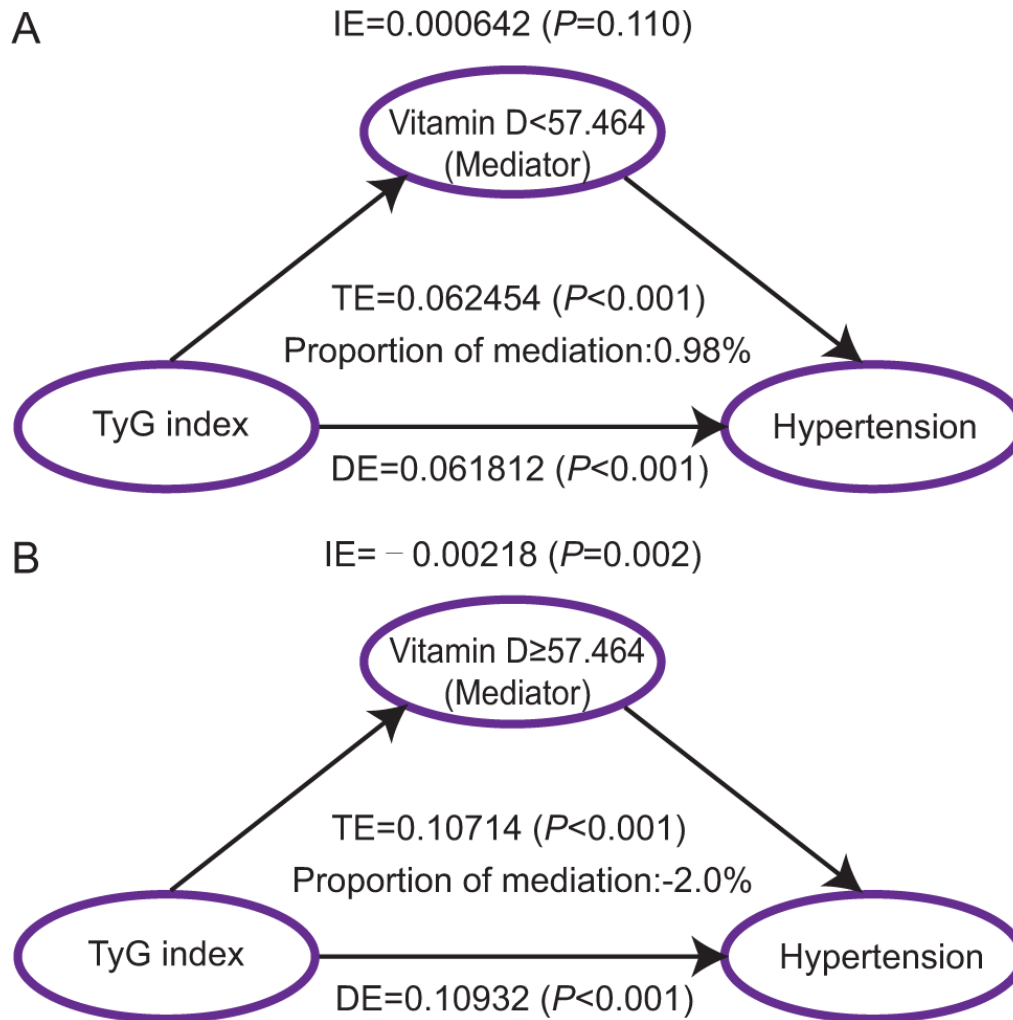 A
IE=0.000642 (P=0.110)
Vitamin D<57.464
(Mediator)
TE=0.062454 (P<0.001)
Proportion of mediation:0.98%
TyG index
Hypertension
DE=0.061812 (P<0.001)
B
IE= – 0.00218 (P=0.002)
Vitamin D≥57.464
(Mediator)
TE=0.10714 (P<0.001)
Proportion of mediation:-2.0%
TyG index
Hypertension
DE=0.10932 (P<0.001)